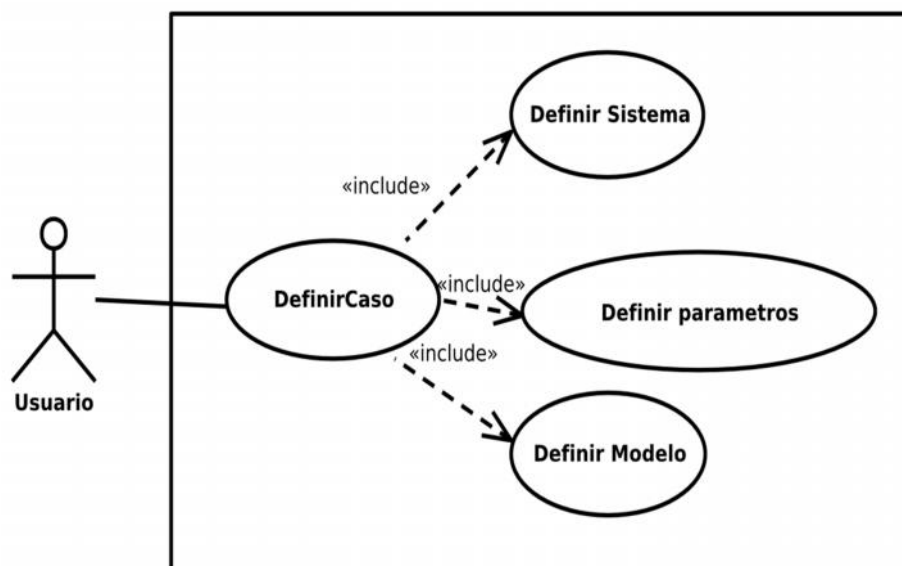 Definir Sistema
«include»
DefinirCaso
«include»
Definir parametros
«include»
Usuario
Definir Modelo